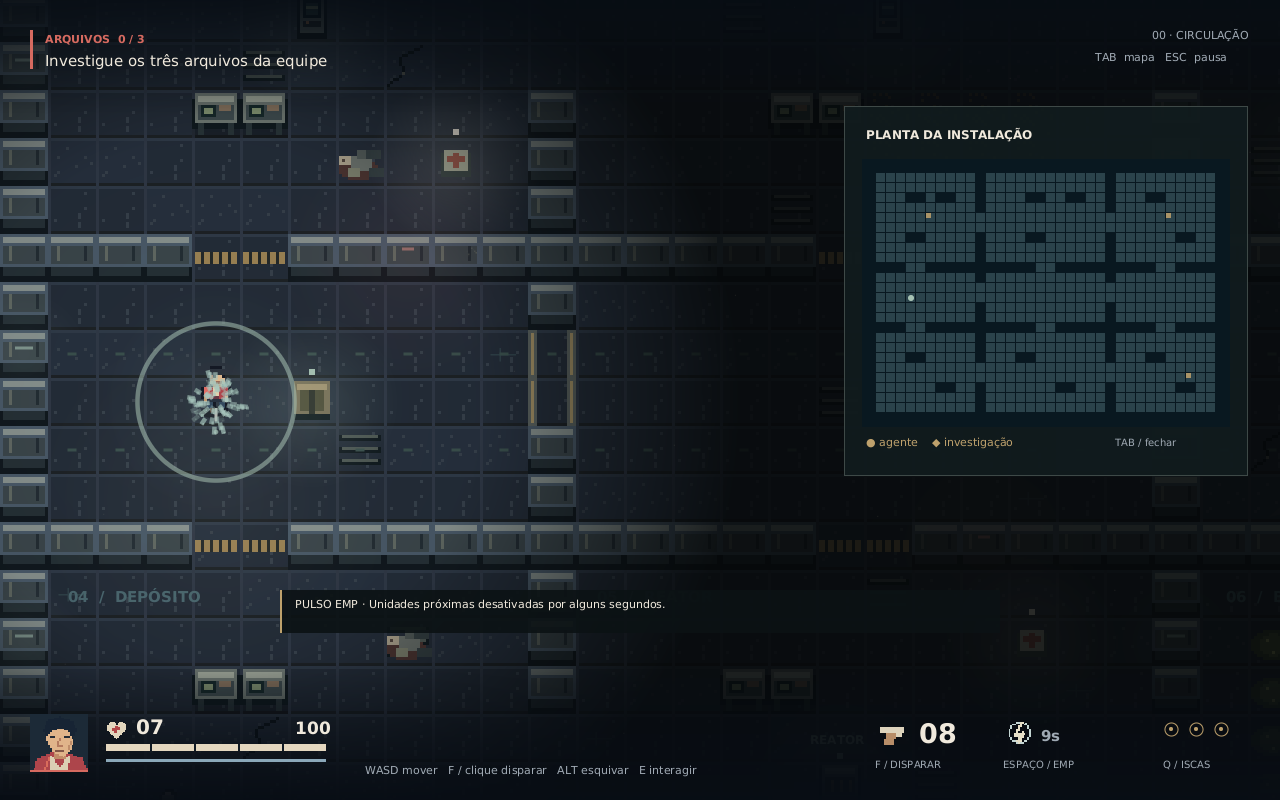 ARQUIVOS 0 / 3
Investigue os três arquivos da equipe
00 · CIRCULAÇÃO
TAB mapa ESC pausa
PLANTA DA INSTALAÇÃO
agente investigação TAB / fechar
04 / DEPÓSITO
06 /
PULSO EMP · Unidades próximas desativadas por alguns segundos.
07 100
REATOR
08 9s
F / DISPARAR ESPAÇO / EMP Q / ISCAS
WASD mover F / clique disparar ALT esquivar E interagir